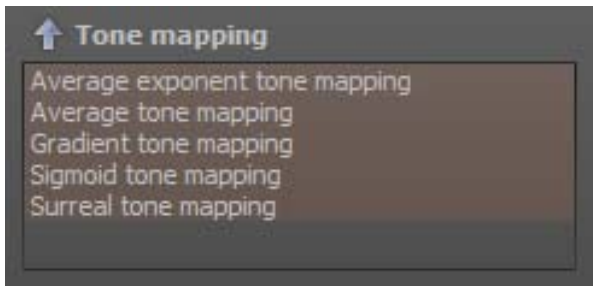 Tone mapping
Average exponent tone mapping
Average tone mapping
Gradient tone mapping
Sigmoid tone mapping
Surreal tone mapping